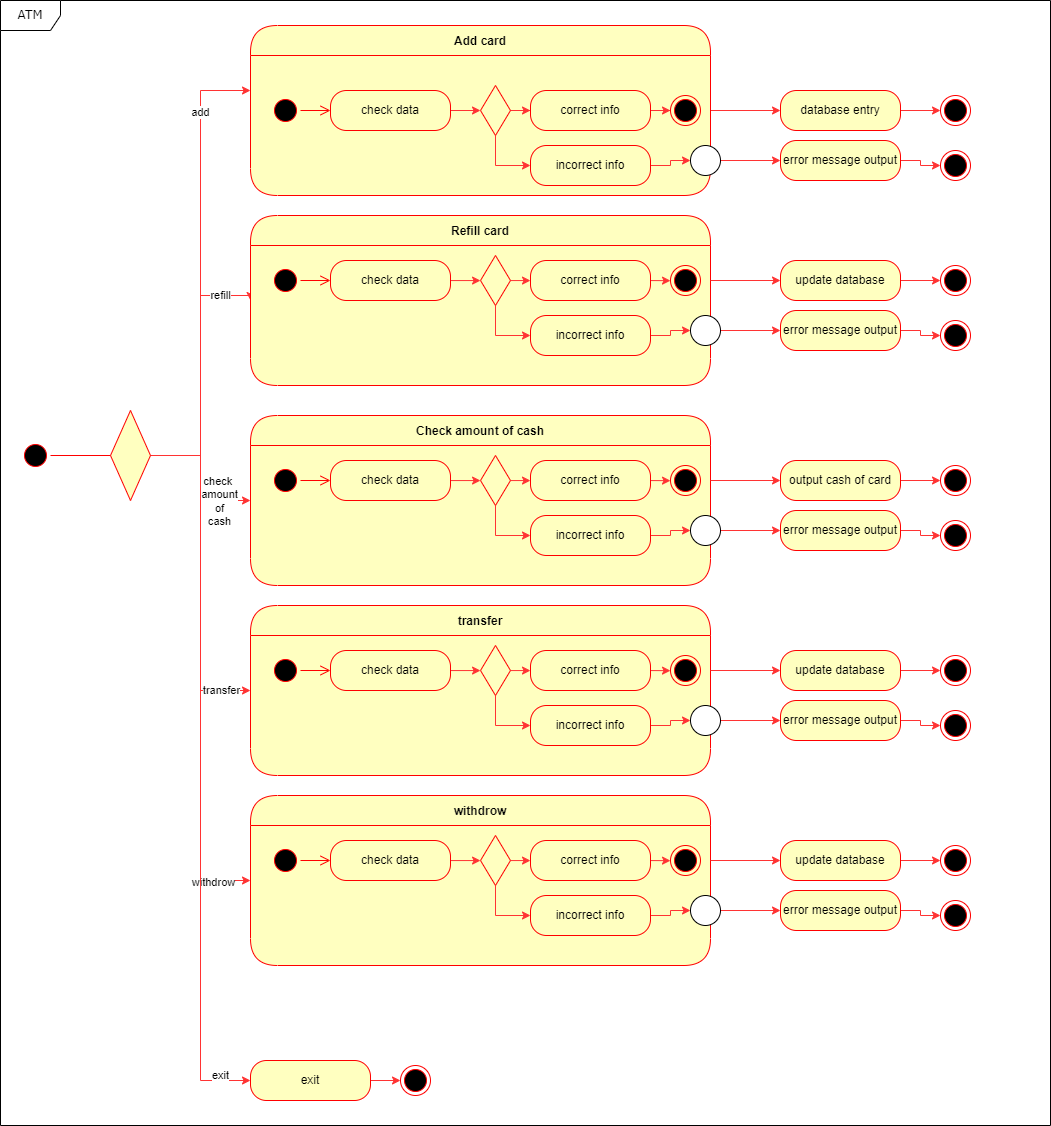 ATM
Add card
add
check data
correct info
database entry
incorrect info
error message output
Refill card
refill
check data
correct info
update database
incorrect info
error message output
Check amount of cash
check
amount
of
cash
check data
correct info
output cash of card
incorrect info
error message output
transfer
transfer
check data
correct info
update database
incorrect info
error message output
withdrow
withdrow
check data
correct info
update database
incorrect info
error message output
exit
exit